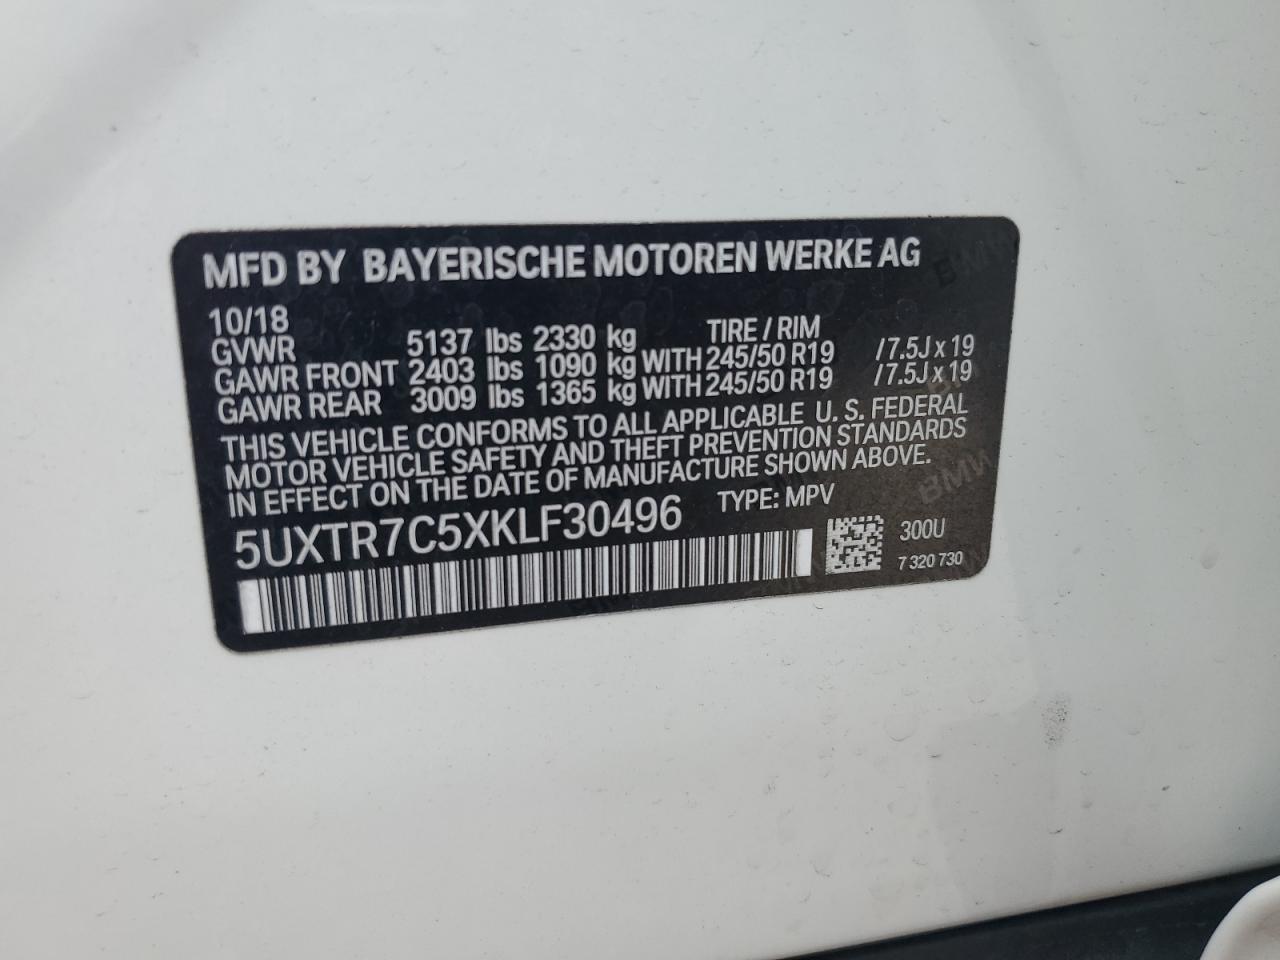 MFD BY BAYERISCHE MOTOREN WERKE AG
10/18
GVWR 5137 lbs 2330 kg TIRE / RIM
GAWR FRONT 2403 lbs 1090 kg WITH 245/50 R19 /7.5J x 19
GAWR REAR 3009 lbs 1365 kg WITH 245/50 R19 /7.5J x 19
THIS VEHICLE CONFORMS TO ALL APPLICABLE U. S. FEDERAL
MOTOR VEHICLE SAFETY AND THEFT PREVENTION STANDARDS
IN EFFECT ON THE DATE OF MANUFACTURE SHOWN ABOVE.
5UXTR7C5XKLF30496 TYPE: MPV
300U
7 320 730